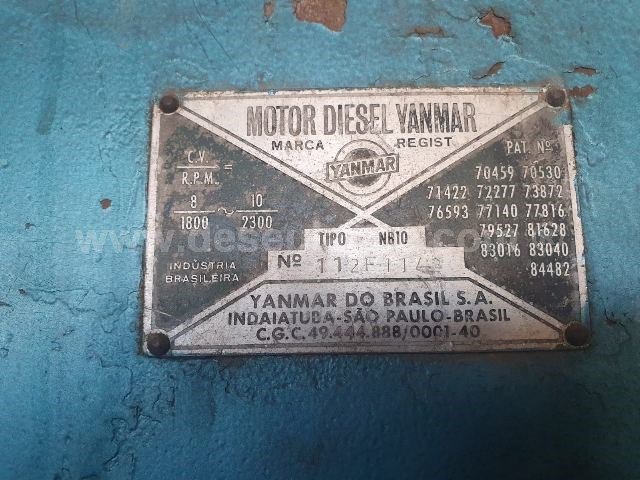 MOTOR DIESEL YANMAR
MARCA REGIST
YANMAR
C.V. =
R.P.M.
8 ~ 10
1800 2300
INDÚSTRIA
BRASILEIRA
PAT. Nº
70459 70530
71422 72277 73872
76593 77140 77816
79527 81628
83016 83040
84482
TIPO NB10
Nº
YANMAR DO BRASIL S.A.
INDAIATUBA-SÃO PAULO-BRASIL
C.G.C. 49.444.888/0001-40